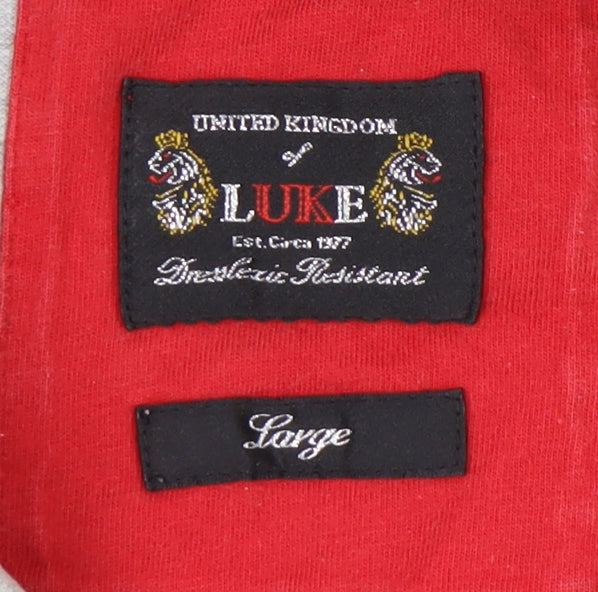 UNITED KINGDOM
of
LUKE
Est. Circa 1977
Dresslexic Resistant
Large